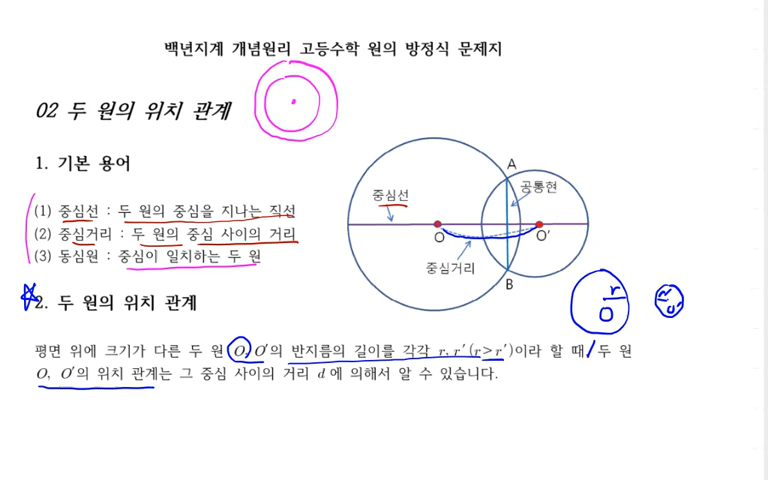 백년지계 개념원리 고등수학 원의 방정식 문제지
02 두 원의 위치 관계
1. 기본 용어
(1) 중심선 : 두 원의 중심을 지나는 직선
(2) 중심거리 : 두 원의 중심 사이의 거리
(3) 동심원 : 중심이 일치하는 두 원
A
공통현
중심선
O
O'
중심거리
B
r
O
r'
O'
2. 두 원의 위치 관계
평면 위에 크기가 다른 두 원 O, O'의 반지름의 길이를 각각 r, r'(r>r')이라 할 때 두 원
O, O'의 위치 관계는 그 중심 사이의 거리 d에 의해서 알 수 있습니다.